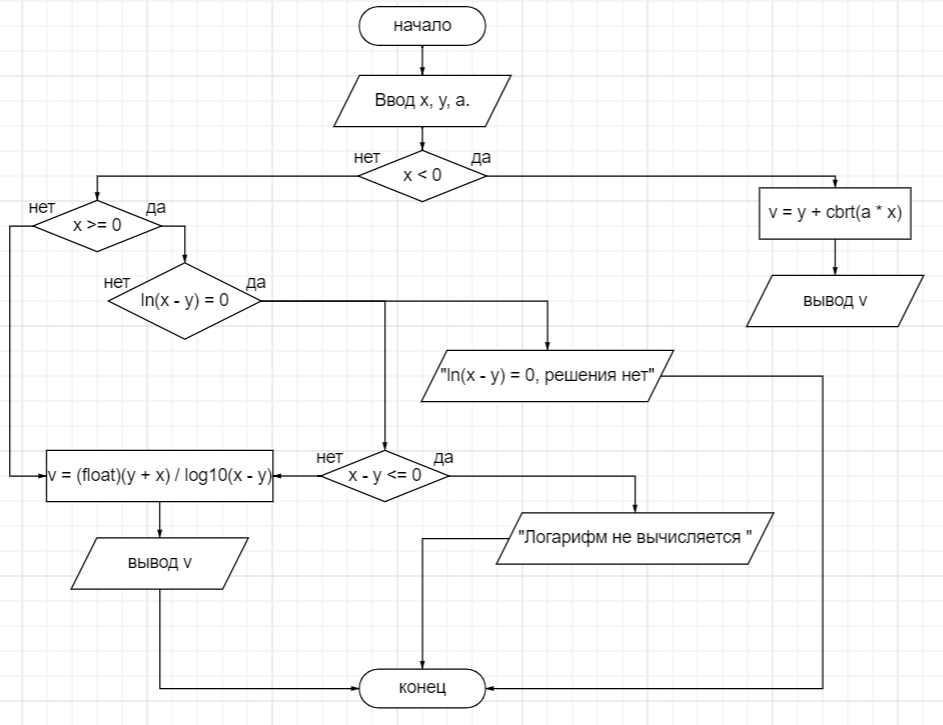 начало
Ввод x, y, a.
нет
да
x < 0
нет
да
x >= 0
v = y + cbrt(a * x)
нет
да
ln(x - y) = 0
вывод v
"ln(x - y) = 0, решения нет"
нет
да
v = (float)(y + x) / log10(x - y)
x - y <= 0
"Логарифм не вычисляется "
вывод v
конец